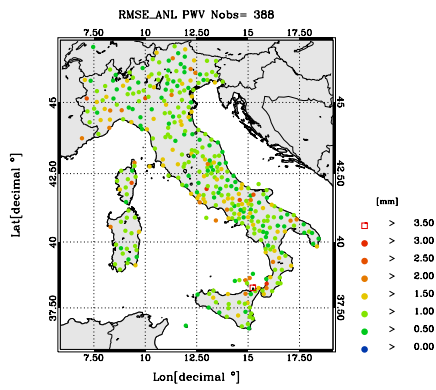 RMSE_ANL PWV Nobs= 388
7.50 10 12.50 15 17.50
45 45
42.50 42.50
40 40
37.50 37.50
7.50 10 12.50 15 17.50
Lat[decimal °]
Lon[decimal °]
[mm]
> 3.50
> 3.00
> 2.50
> 2.00
> 1.50
> 1.00
> 0.50
> 0.00